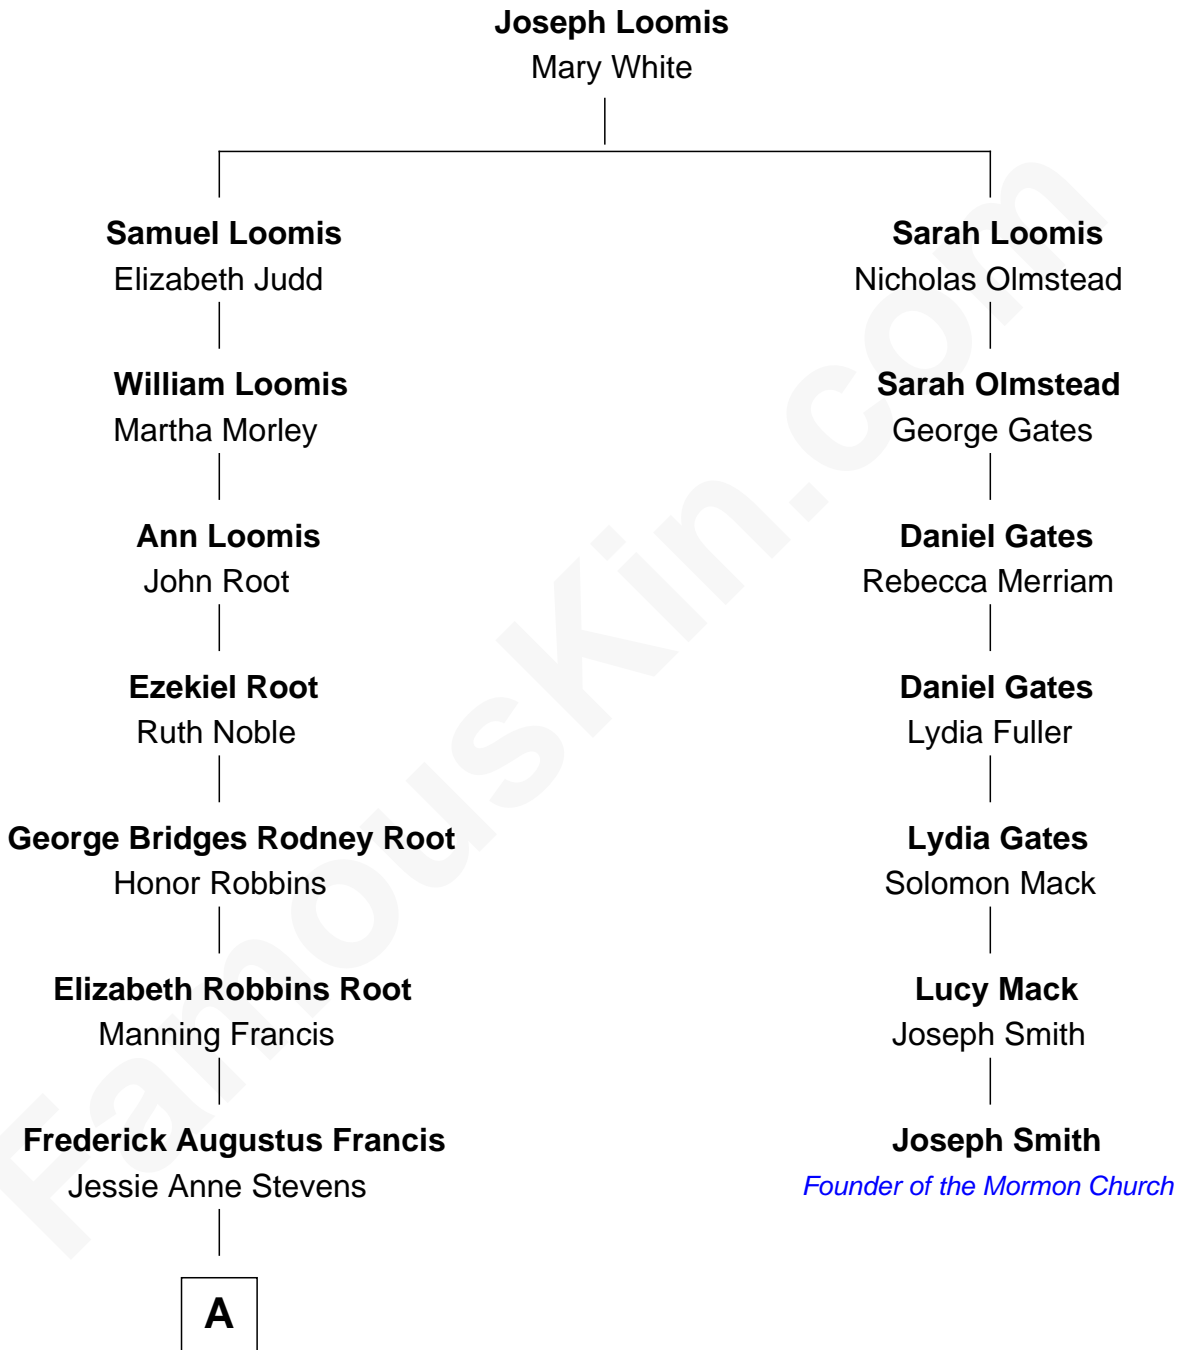 Joseph Loomis
Mary White
Samuel Loomis
Elizabeth Judd
Sarah Loomis
Nicholas Olmstead
William Loomis
Martha Morley
Sarah Olmstead
George Gates
Ann Loomis
John Root
Daniel Gates
Rebecca Merriam
Ezekiel Root
Ruth Noble
Daniel Gates
Lydia Fuller
George Bridges Rodney Root
Honor Robbins
Lydia Gates
Solomon Mack
Elizabeth Robbins Root
Manning Francis
Lucy Mack
Joseph Smith
Frederick Augustus Francis
Jessie Anne Stevens
Joseph Smith
Founder of the Mormon Church
A
FamousKin.com